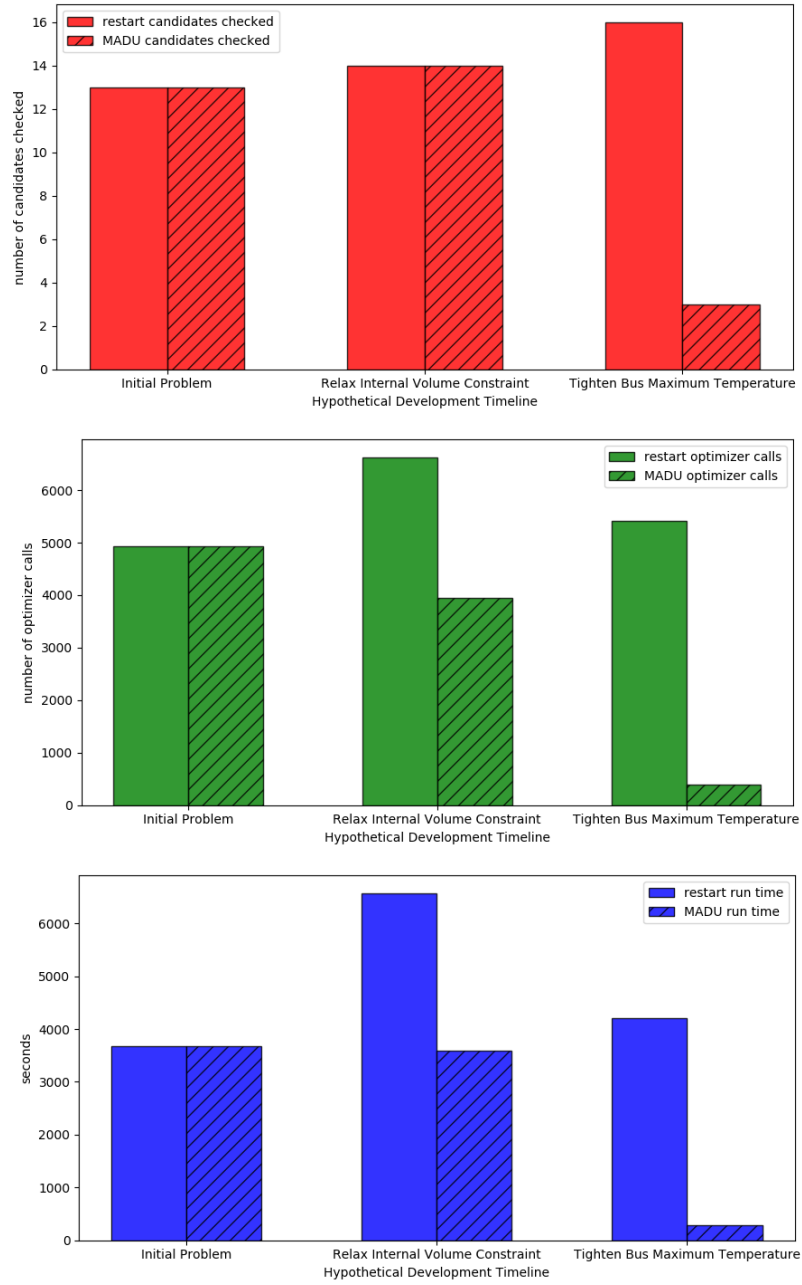 restart candidates checked
MADU candidates checked
16
14
12
10
8
6
4
2
0
number of candidates checked
Initial Problem
Relax Internal Volume Constraint
Tighten Bus Maximum Temperature
Hypothetical Development Timeline
restart optimizer calls
MADU optimizer calls
6000
5000
4000
3000
2000
1000
0
number of optimizer calls
Initial Problem
Relax Internal Volume Constraint
Tighten Bus Maximum Temperature
Hypothetical Development Timeline
restart run time
MADU run time
6000
5000
4000
3000
2000
1000
0
seconds
Initial Problem
Relax Internal Volume Constraint
Tighten Bus Maximum Temperature
Hypothetical Development Timeline